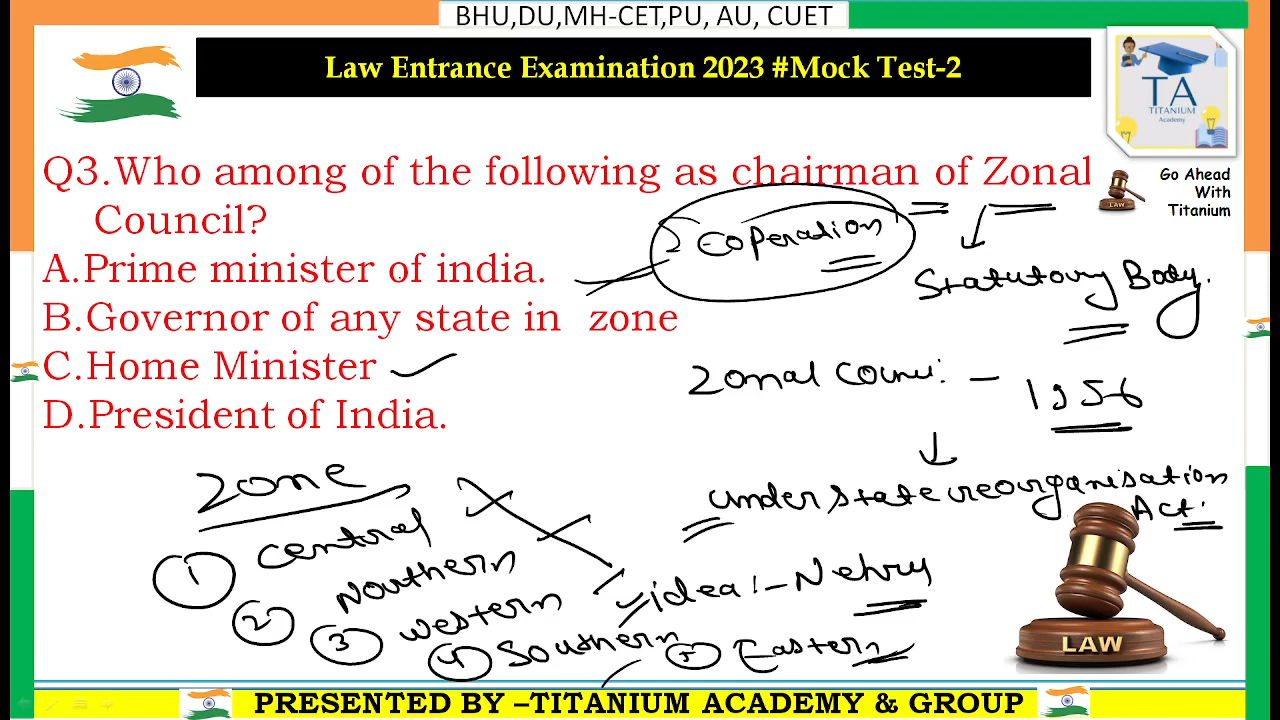 BHU,DU,MH-CET,PU, AU, CUET
Law Entrance Examination 2023 #Mock Test-2
TA
TITANIUM
Academy
Go Ahead
With
Titanium
LAW
Q3.Who among of the following as chairman of Zonal
Council?
A.Prime minister of india.
B.Governor of any state in zone
C.Home Minister
D.President of India.
Coperation
Statutory Body.
Zonal - 1956
under state reorganisation
Act.
idea:- Nehru
Zone
1 Central
2 Northern
3 Western
4 Southern 5 Eastern
LAW
PRESENTED BY –TITANIUM ACADEMY & GROUP